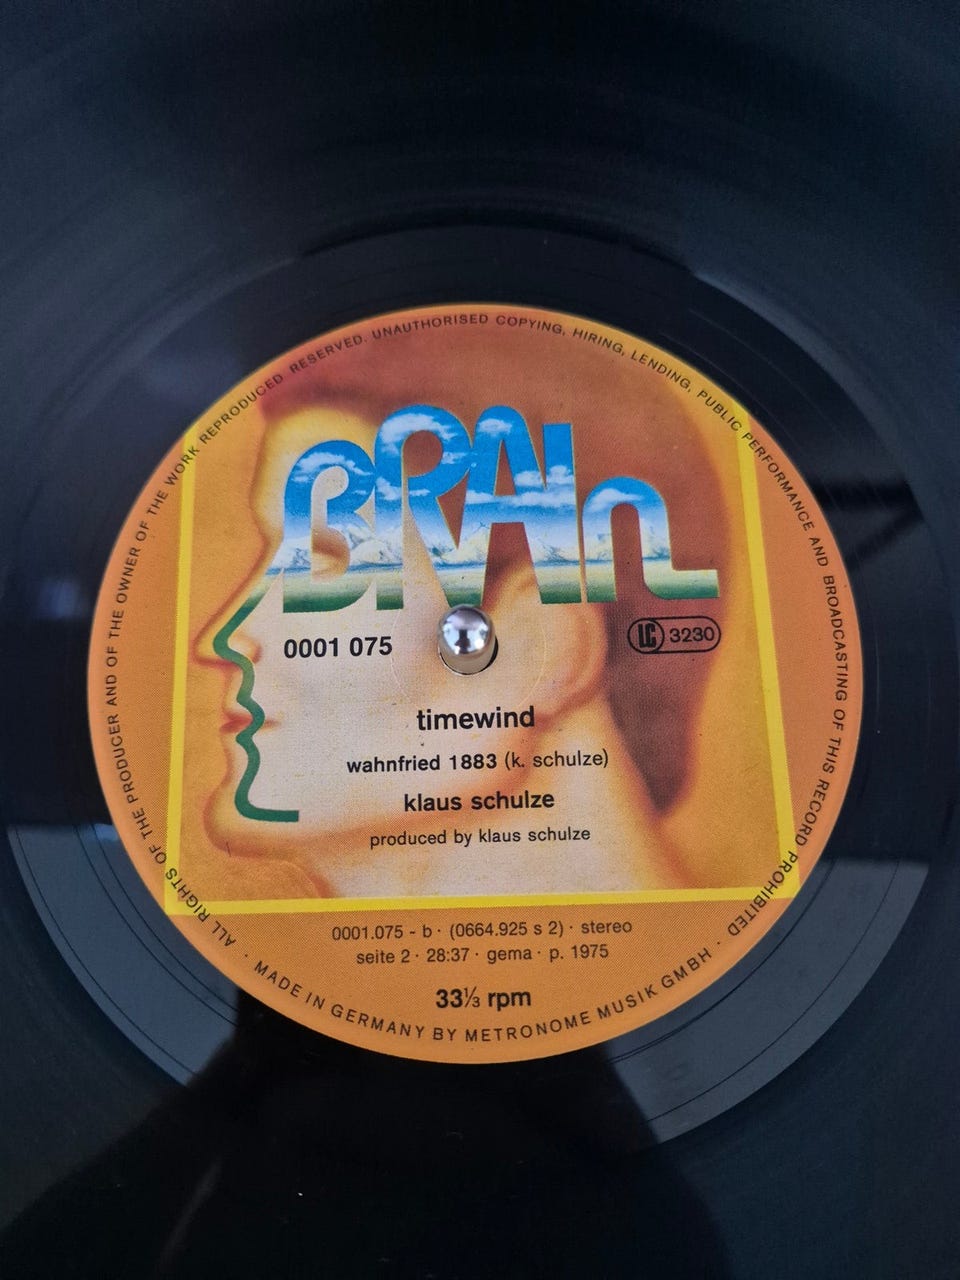 ALL RIGHTS OF THE PRODUCER AND OF THE OWNER OF THE WORK REPRODUCED RESERVED. UNAUTHORISED COPYING, HIRING, LENDING, PUBLIC PERFORMANCE AND BROADCASTING OF THIS RECORD PROHIBITED
BRAIn
0001 075
LC 3230
timewind
wahnfried 1883 (k. schulze)
klaus schulze
produced by klaus schulze
0001.075 - b · (0664.925 s 2) · stereo
seite 2 · 28:37 · gema · p. 1975
33⅓ rpm
· MADE IN GERMANY BY METRONOME MUSIK GMBH ·